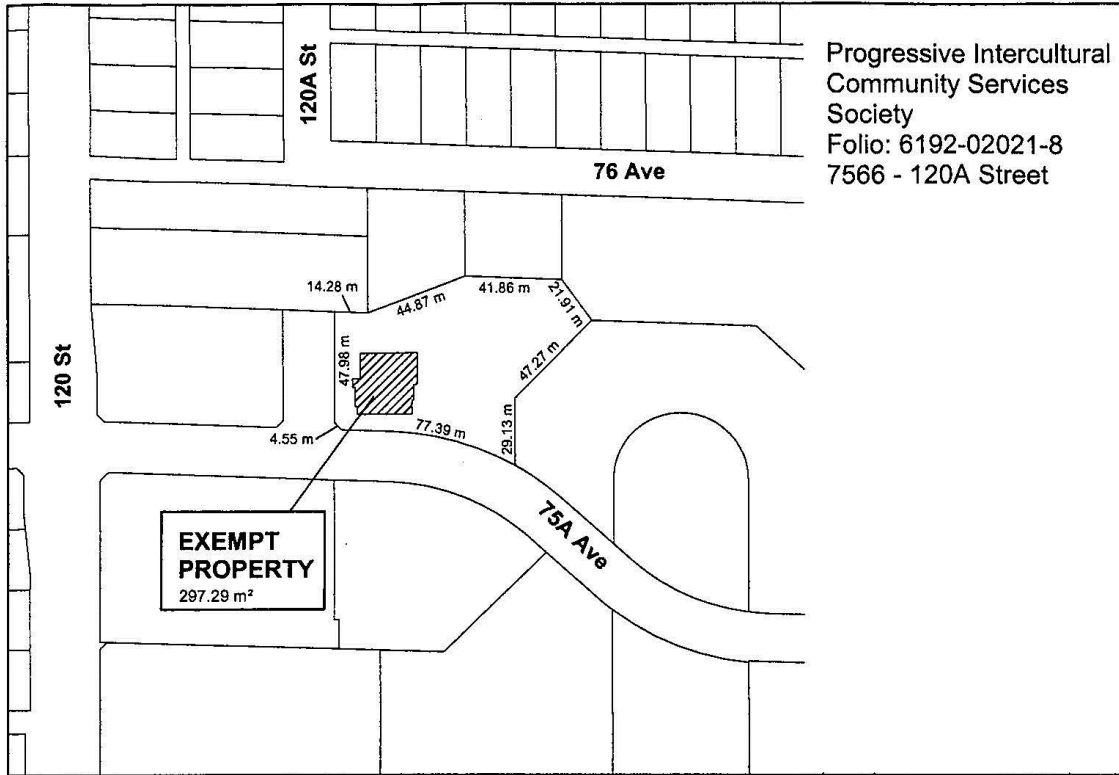 120A St
Progressive Intercultural
Community Services
Society
Folio: 6192-02021-8
7566 - 120A Street
76 Ave
14.28 m
44.87 m
41.86 m
21.91 m
120 St
47.98 m
47.27 m
4.55 m
77.39 m
29.13 m
75A Ave
EXEMPT
PROPERTY
297.29 m²